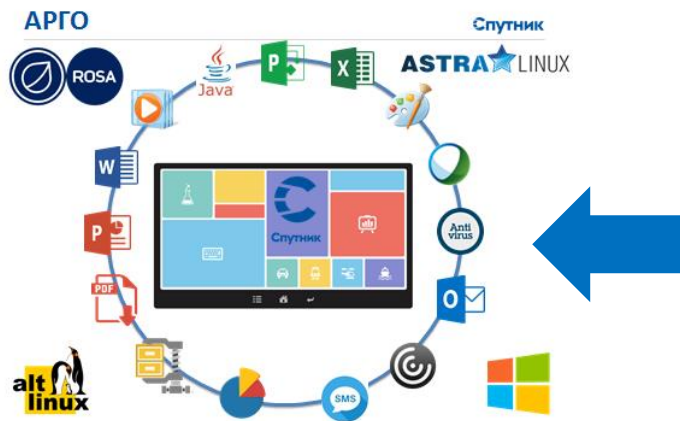 АРГО
Спутник
ROSA
Java
P
X
ASTRA LINUX
W
Спутник
Anti
virus
P
PDF
O
alt
linux
SMS